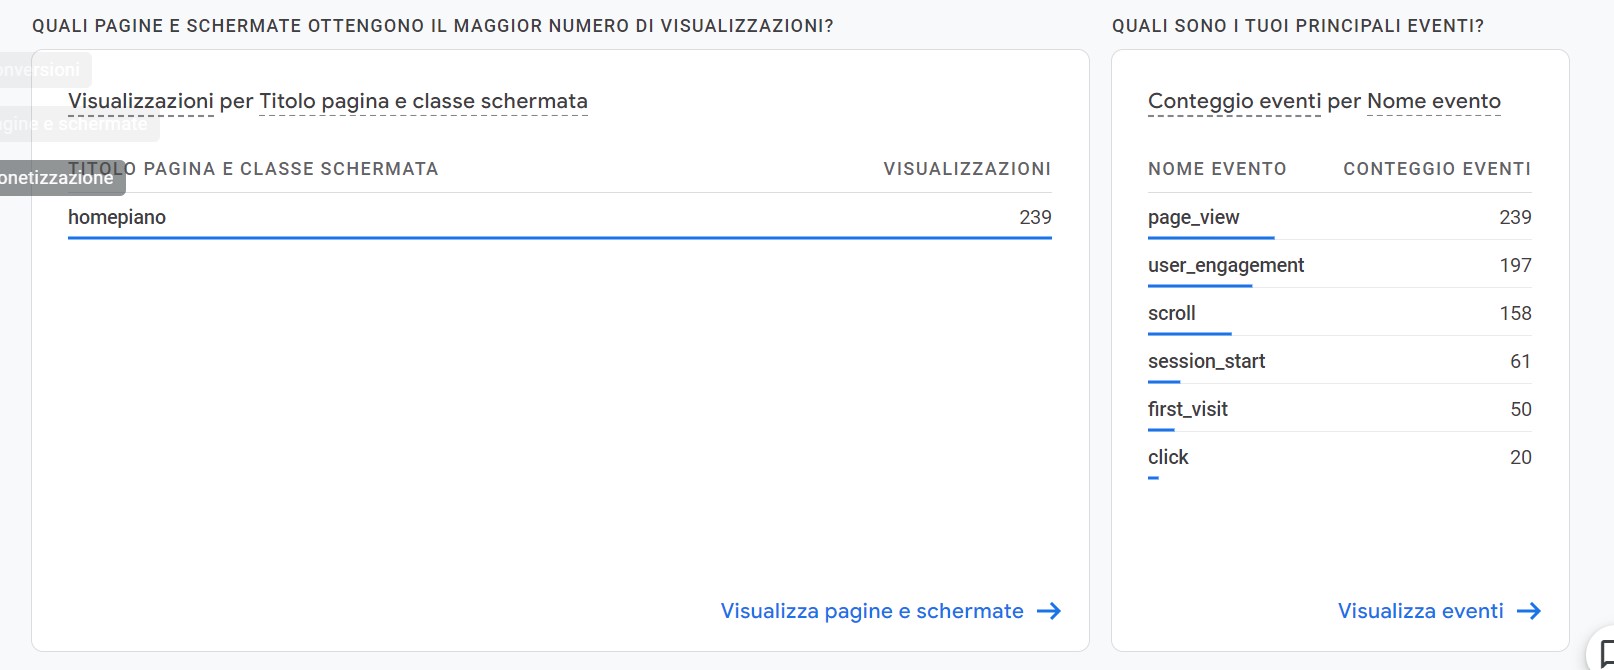 QUALI PAGINE E SCHERMATE OTTENGONO IL MAGGIOR NUMERO DI VISUALIZZAZIONI?
Visualizzazioni per Titolo pagina e classe schermata
TITOLO PAGINA E CLASSE SCHERMATA VISUALIZZAZIONI
homepiano 239
Visualizza pagine e schermate
onversioni
agine e schermate
onetizzazione
QUALI SONO I TUOI PRINCIPALI EVENTI?
Conteggio eventi per Nome evento
NOME EVENTO CONTEGGIO EVENTI
page_view 239
user_engagement 197
scroll 158
session_start 61
first_visit 50
click 20
Visualizza eventi